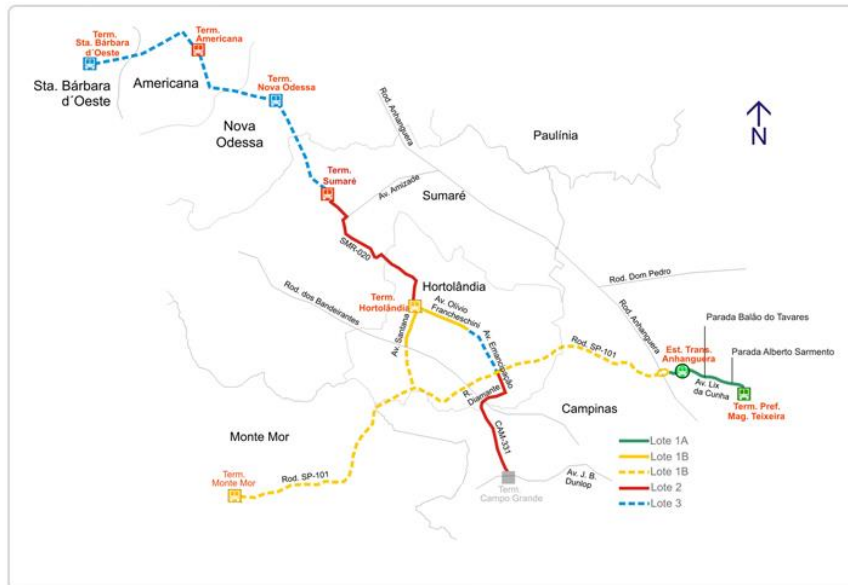 Term.
Sta. Bárbara
d´Oeste
Term.
Americana
Sta. Bárbara
d´Oeste
Americana
Term.
Nova Odessa
Nova
Odessa
Rod. Anhanguera
Paulínia
N
Term.
Sumaré
Av. Amizade
Sumaré
SMR-020
Rod. dos Bandeirantes
Hortolândia
Term.
Hortolândia
Av. Olívio
Francheschini
Av. Santana
Av. Emancipação
Rod. Dom Pedro
Rod. Anhanguera
Rod. SP-101
Parada Balão do Tavares
Est. Trans.
Anhanguera
Parada Alberto Sarmento
Av. Lix
da Cunha
Term. Pref.
Mag. Teixeira
R.
Diamante
Campinas
CAM-331
Monte Mor
Term.
Monte Mor
Rod. SP-101
Term.
Campo Grande
Av. J. B.
Dunlop
Lote 1A
Lote 1B
Lote 1B
Lote 2
Lote 3